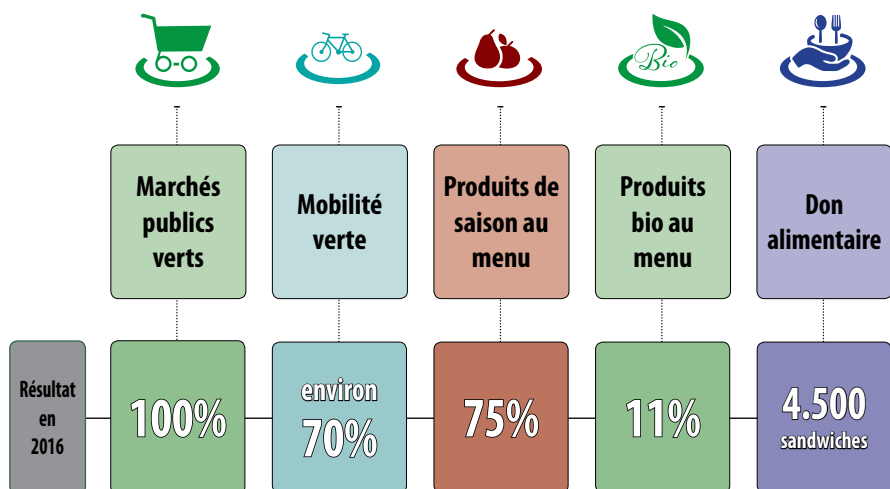 Bio
Marchés
publics
verts
Mobilité
verte
Produits de
saison au
menu
Produits
bio au
menu
Don
alimentaire
Résultat
en
2016
100%
environ
70%
75%
11%
4.500
sandwiches